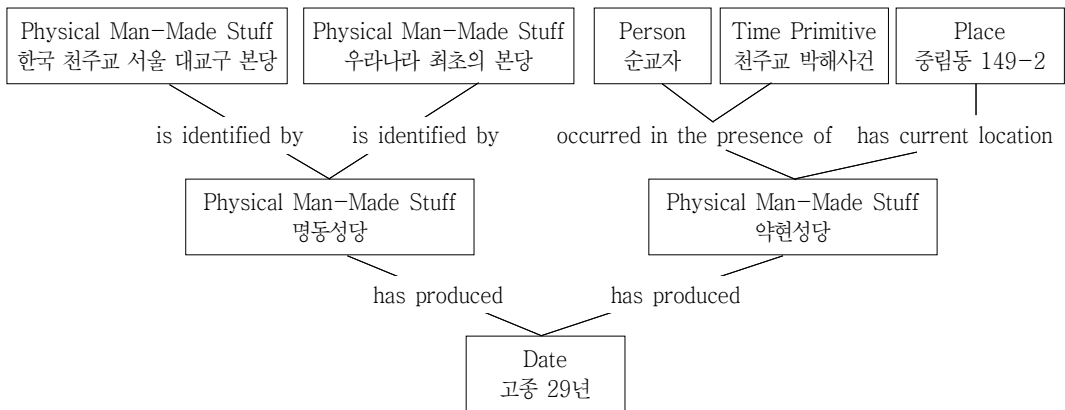 Physical Man-Made Stuff
한국 천주교 서울 대교구 본당
Physical Man-Made Stuff
우라나라 최초의 본당
Person
순교자
Time Primitive
천주교 박해사건
Place
중림동 149-2
is identified by
is identified by
occurred in the presence of
has current location
Physical Man-Made Stuff
명동성당
Physical Man-Made Stuff
약현성당
has produced
has produced
Date
고종 29년